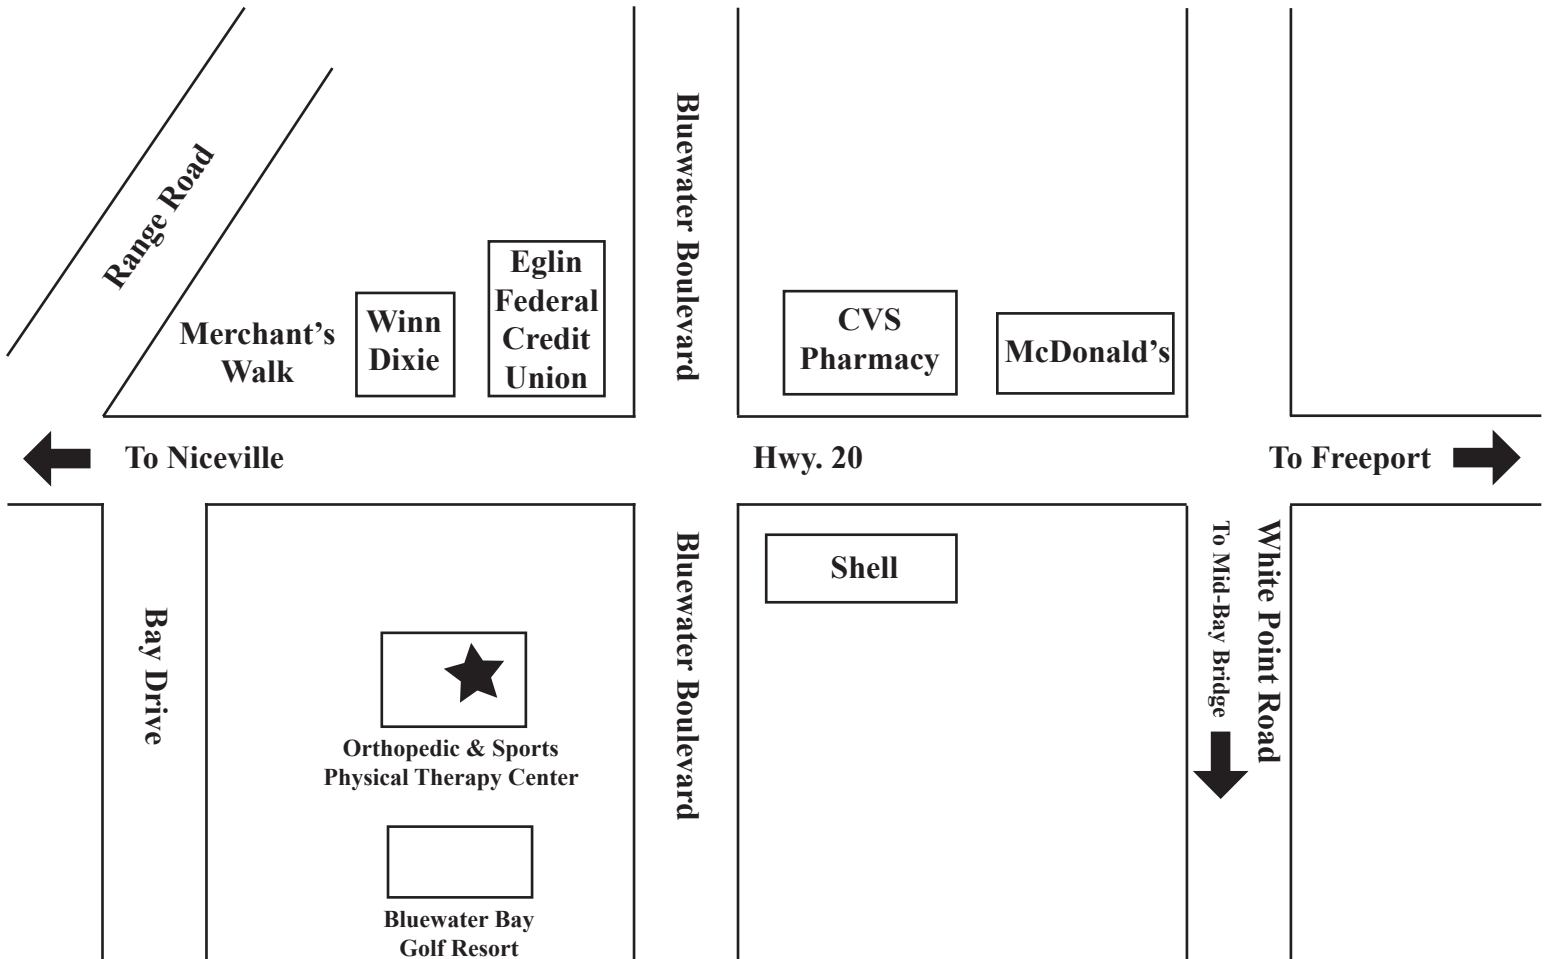 Range Road
Bluewater Boulevard
Merchant's
Walk
Winn
Dixie
Eglin
Federal
Credit
Union
CVS
Pharmacy
McDonald's
To Niceville
Hwy. 20
To Freeport
Bay Drive
Orthopedic & Sports
Physical Therapy Center
Bluewater Bay
Golf Resort
Bluewater Boulevard
Shell
To Mid-Bay Bridge
White Point Road